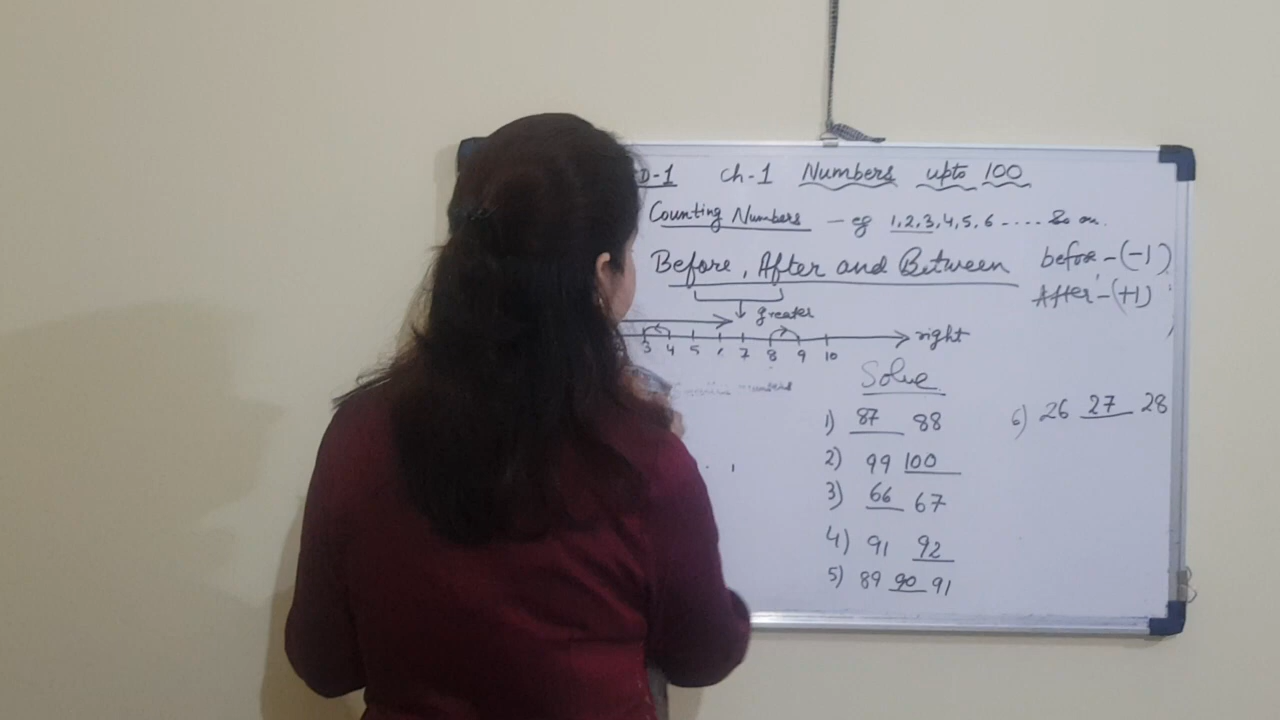 D-1 Ch-1 Numbers upto 100
Counting Numbers - eg 1,2,3,4,5,6 ..... So on.
Before, After and Between
before - (-1)
After - (+1)
greater
right
3 4 5 7 8 9 10
Solve
1) 87 88
2) 99 100
3) 66 67
4) 91 92
5) 89 90 91
6) 26 27 28